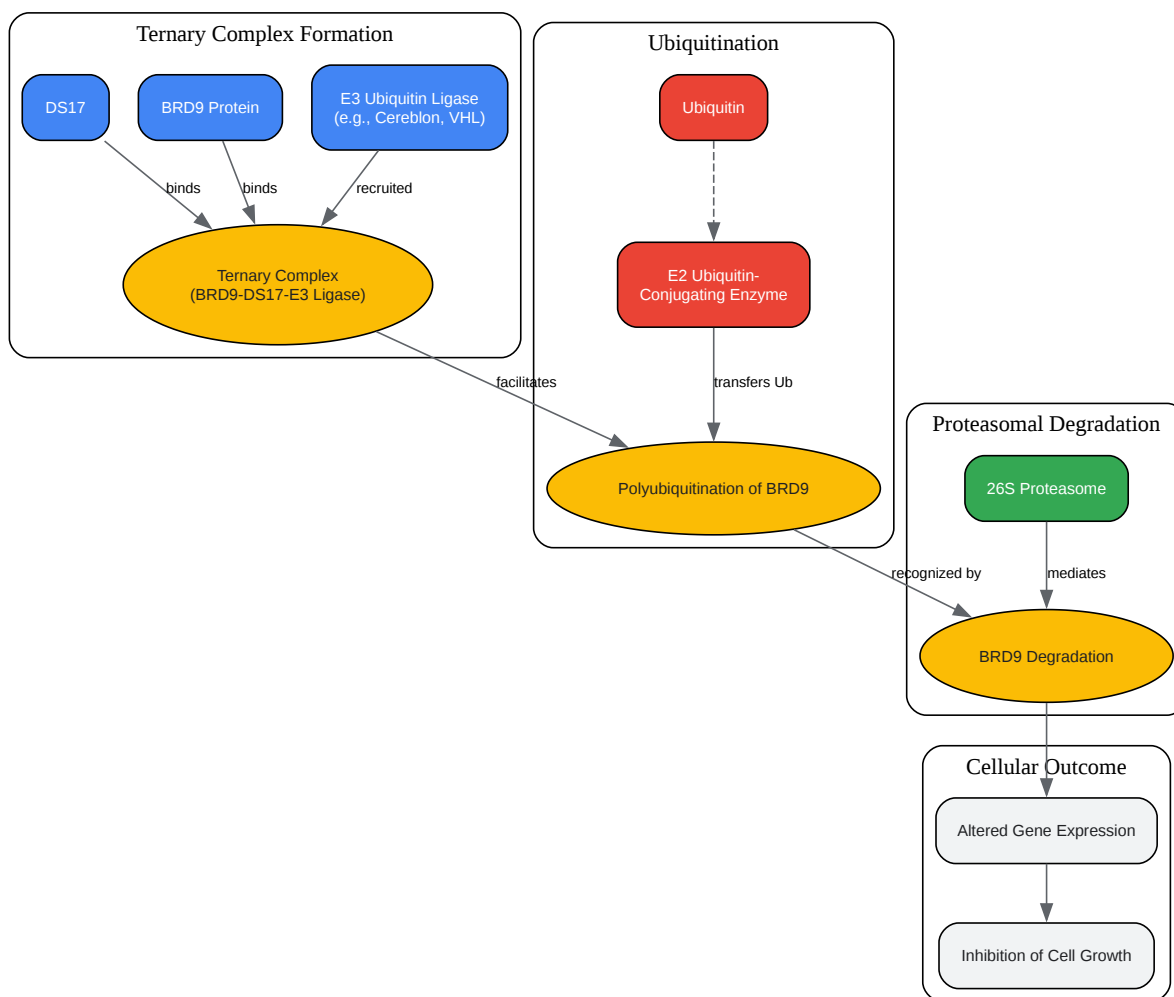 Ternary Complex Formation
DS17
BRD9 Protein
E3 Ubiquitin Ligase
(e.g., Cereblon, VHL)
binds
binds
recruited
Ternary Complex
(BRD9-DS17-E3 Ligase)
facilitates
Ubiquitination
Ubiquitin
E2 Ubiquitin-
Conjugating Enzyme
transfers Ub
Polyubiquitination of BRD9
recognized by
Proteasomal Degradation
26S Proteasome
mediates
BRD9 Degradation
Cellular Outcome
Altered Gene Expression
Inhibition of Cell Growth